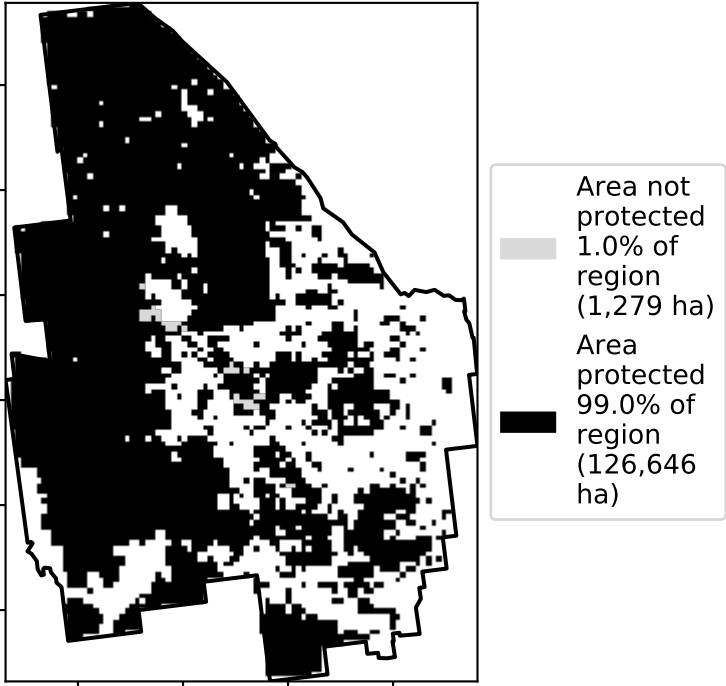 Area not
protected
1.0% of
region
(1,279 ha)
Area
protected
99.0% of
region
(126,646
ha)